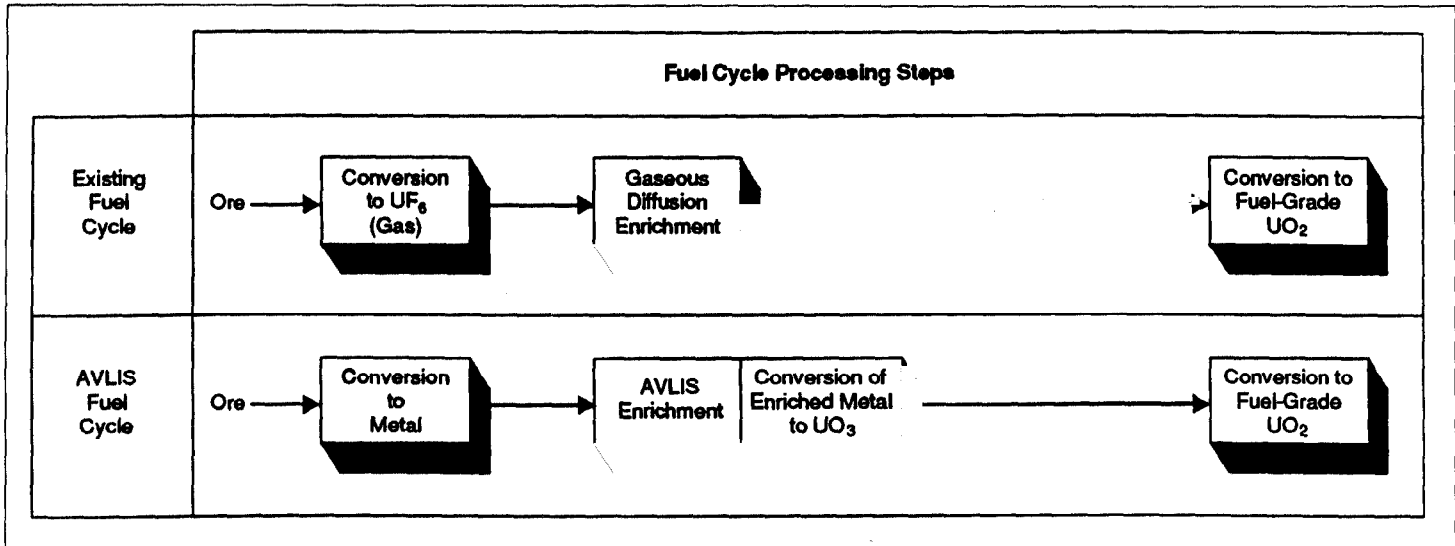 Fuel Cycle Processing Steps
Existing
Fuel
Cycle
Ore
Conversion
to UF₆
(Gas)
Gaseous
Diffusion
Enrichment
Conversion to
Fuel-Grade
UO₂
AVLIS
Fuel
Cycle
Ore
Conversion
to
Metal
AVLIS
Enrichment
Conversion of
Enriched Metal
to UO₃
Conversion to
Fuel-Grade
UO₂